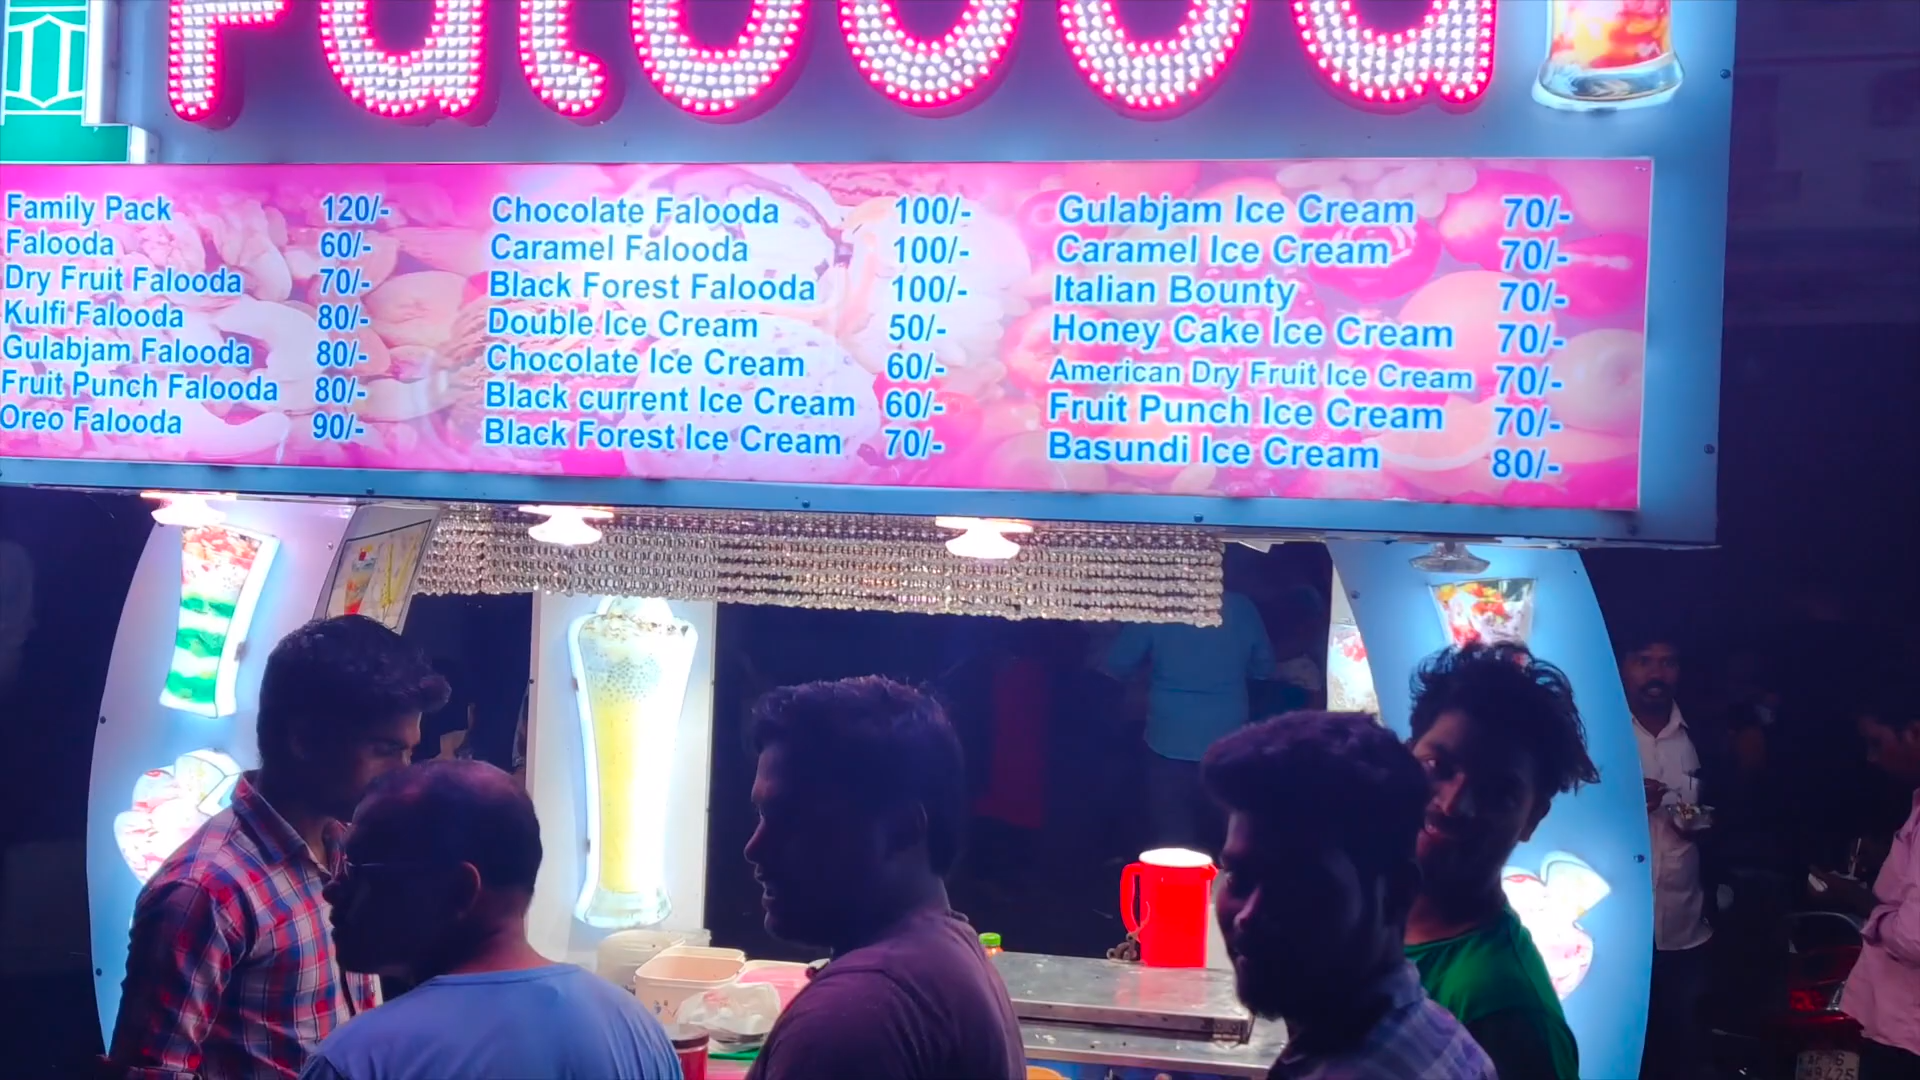 Falooda
Family Pack 120/-
Falooda 60/-
Dry Fruit Falooda 70/-
Kulfi Falooda 80/-
Gulabjam Falooda 80/-
Fruit Punch Falooda 80/-
Oreo Falooda 90/-
Chocolate Falooda 100/-
Caramel Falooda 100/-
Black Forest Falooda 100/-
Double Ice Cream 50/-
Chocolate Ice Cream 60/-
Black current Ice Cream 60/-
Black Forest Ice Cream 70/-
Gulabjam Ice Cream 70/-
Caramel Ice Cream 70/-
Italian Bounty 70/-
Honey Cake Ice Cream 70/-
American Dry Fruit Ice Cream 70/-
Fruit Punch Ice Cream 70/-
Basundi Ice Cream 80/-